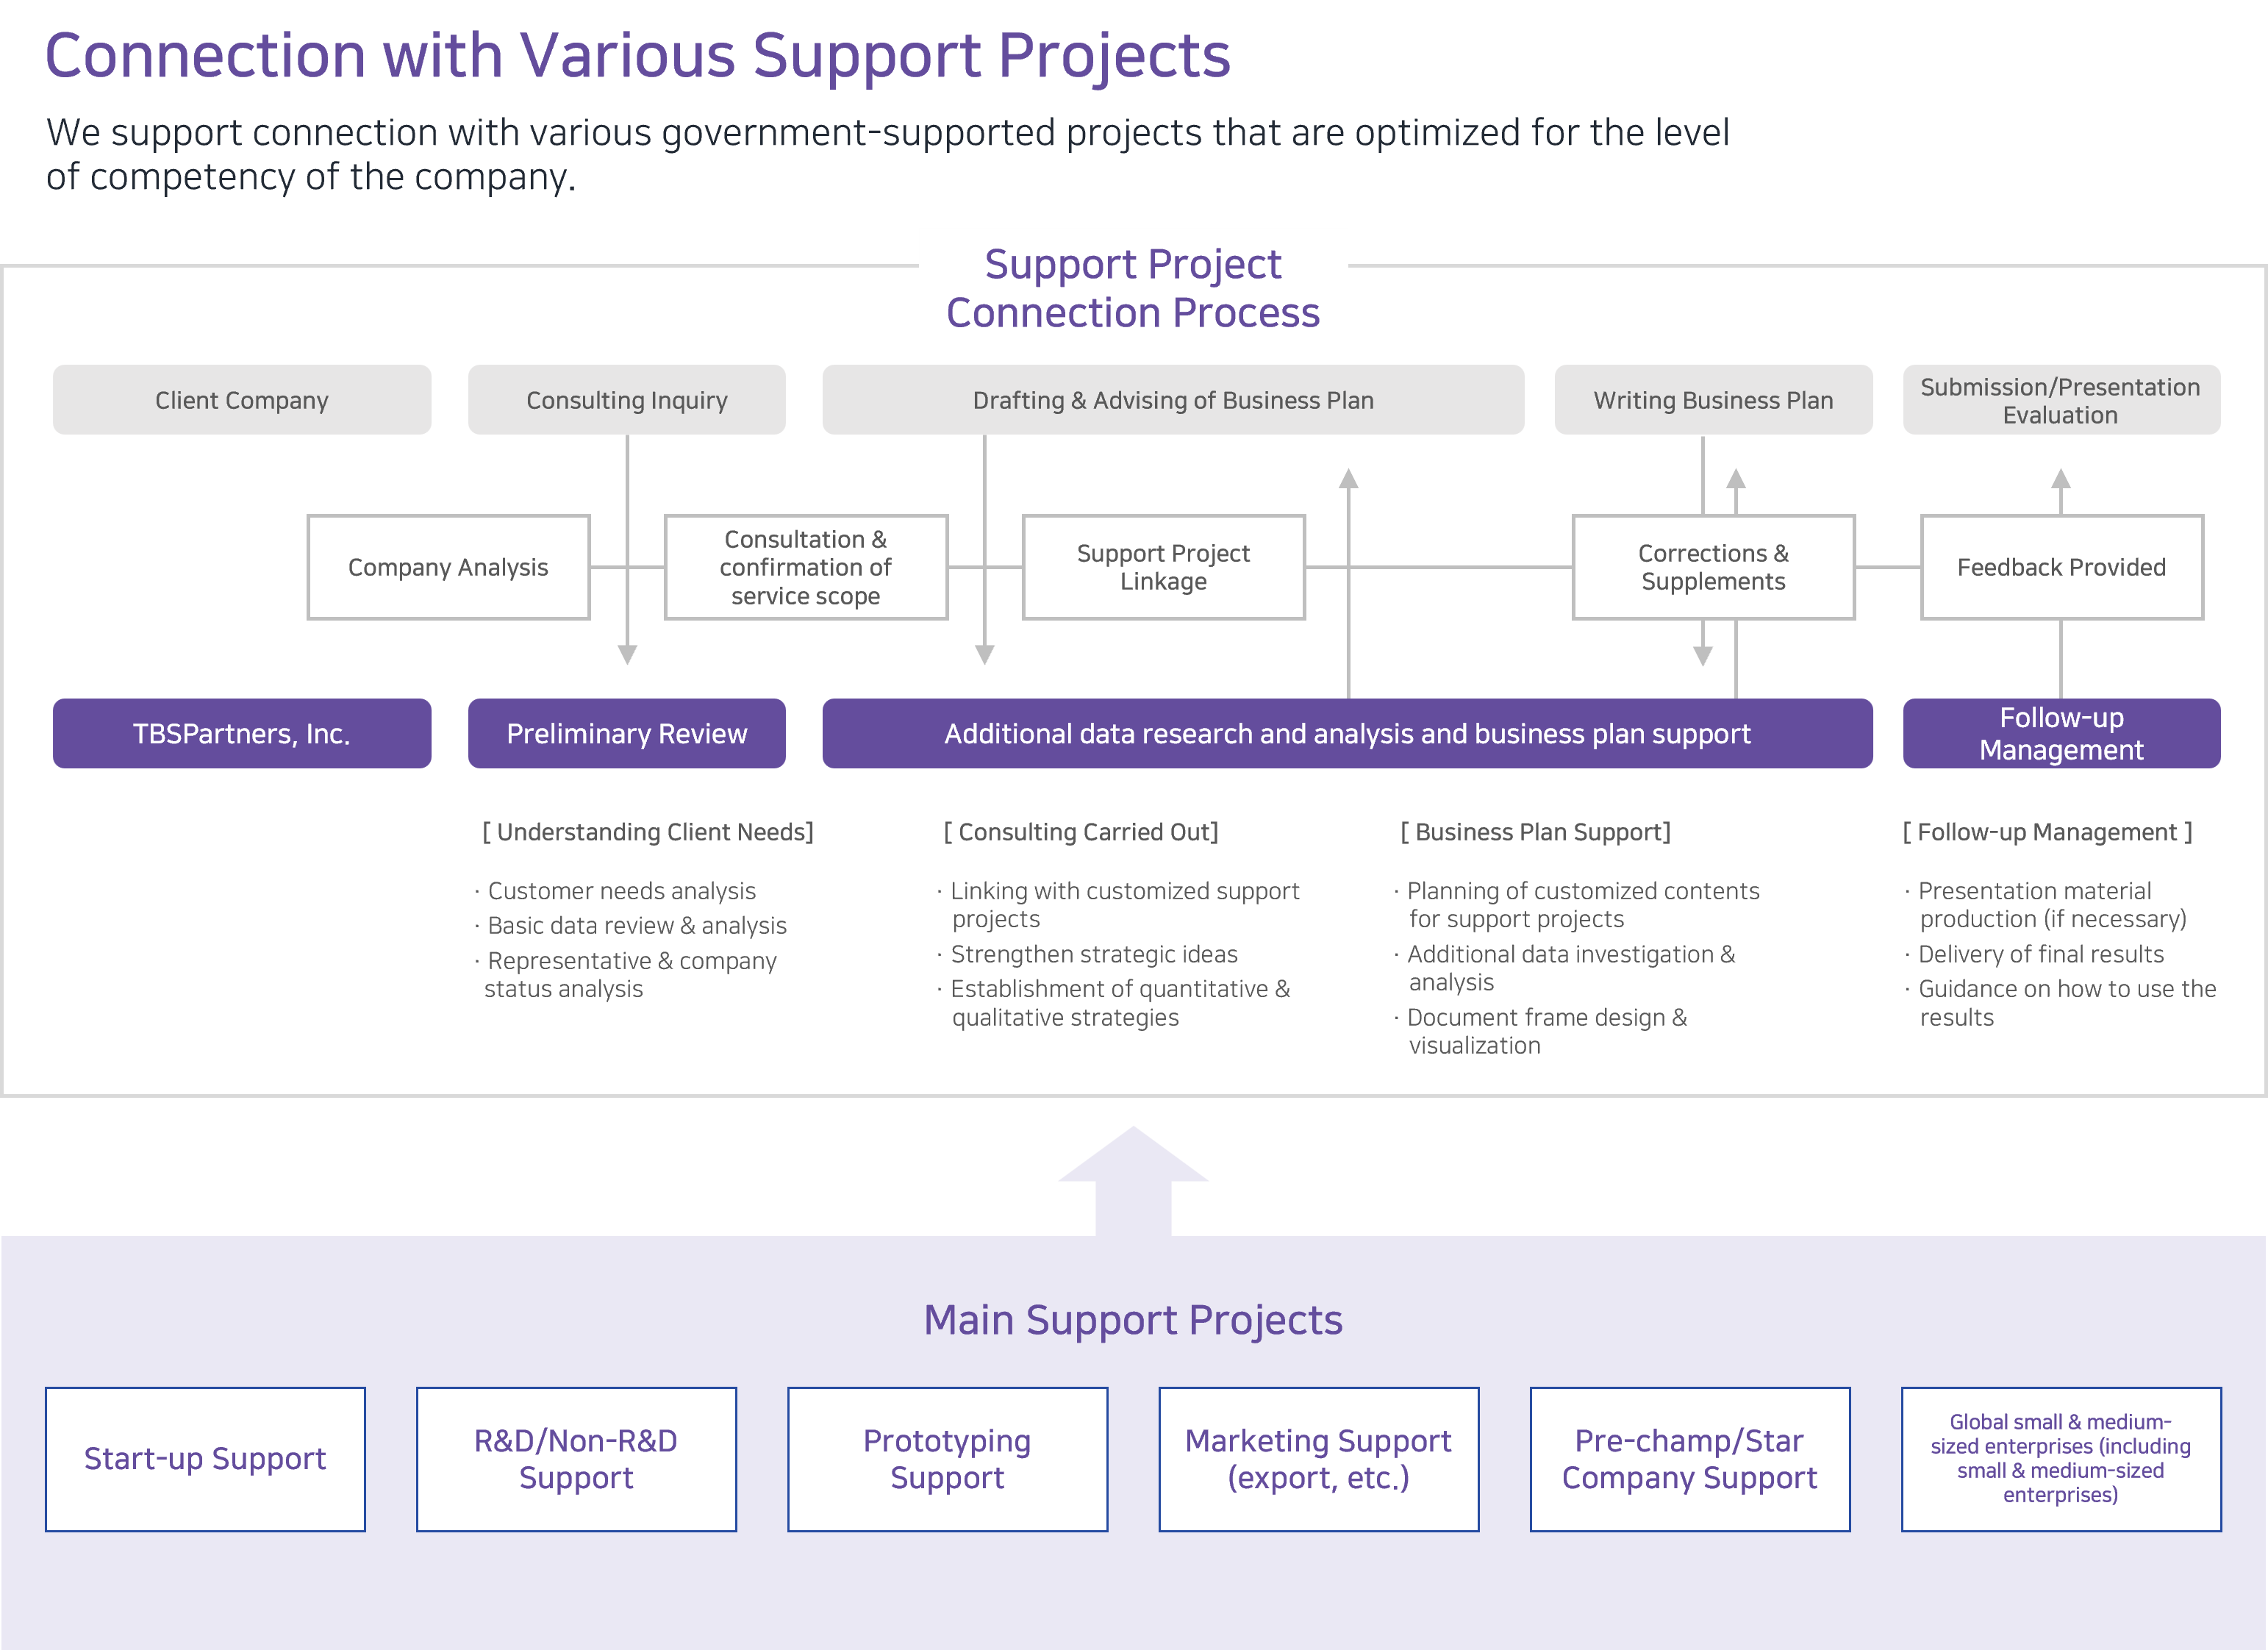 Connection with Various Support Projects
We support connection with various government-supported projects that are optimized for the level
of competency of the company.
Support Project
Connection Process
Client Company
Consulting Inquiry
Drafting & Advising of Business Plan
Writing Business Plan
Submission/Presentation
Evaluation
Company Analysis
Consultation &
confirmation of
service scope
Support Project
Linkage
Corrections &
Supplements
Feedback Provided
TBSPartners, Inc.
Preliminary Review
Additional data research and analysis and business plan support
Follow-up
Management
[ Understanding Client Needs]
· Customer needs analysis
· Basic data review & analysis
· Representative & company
status analysis
[ Consulting Carried Out]
· Linking with customized support
projects
· Strengthen strategic ideas
· Establishment of quantitative &
qualitative strategies
[ Business Plan Support]
· Planning of customized contents
for support projects
· Additional data investigation &
analysis
· Document frame design &
visualization
[ Follow-up Management ]
· Presentation material
production (if necessary)
· Delivery of final results
· Guidance on how to use the
results
Main Support Projects
Start-up Support
R&D/Non-R&D
Support
Prototyping
Support
Marketing Support
(export, etc.)
Pre-champ/Star
Company Support
Global small & medium-
sized enterprises (including
small & medium-sized
enterprises)